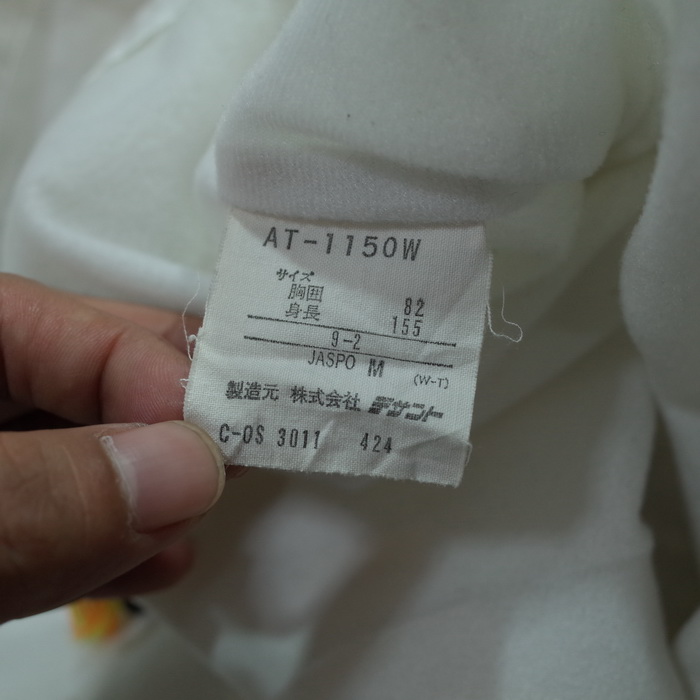 AT-1150W
サイズ
胸囲 82
身長 155
9-2
JASPO M (W-T)
製造元 株式会社 デサント
C-OS 3011 424